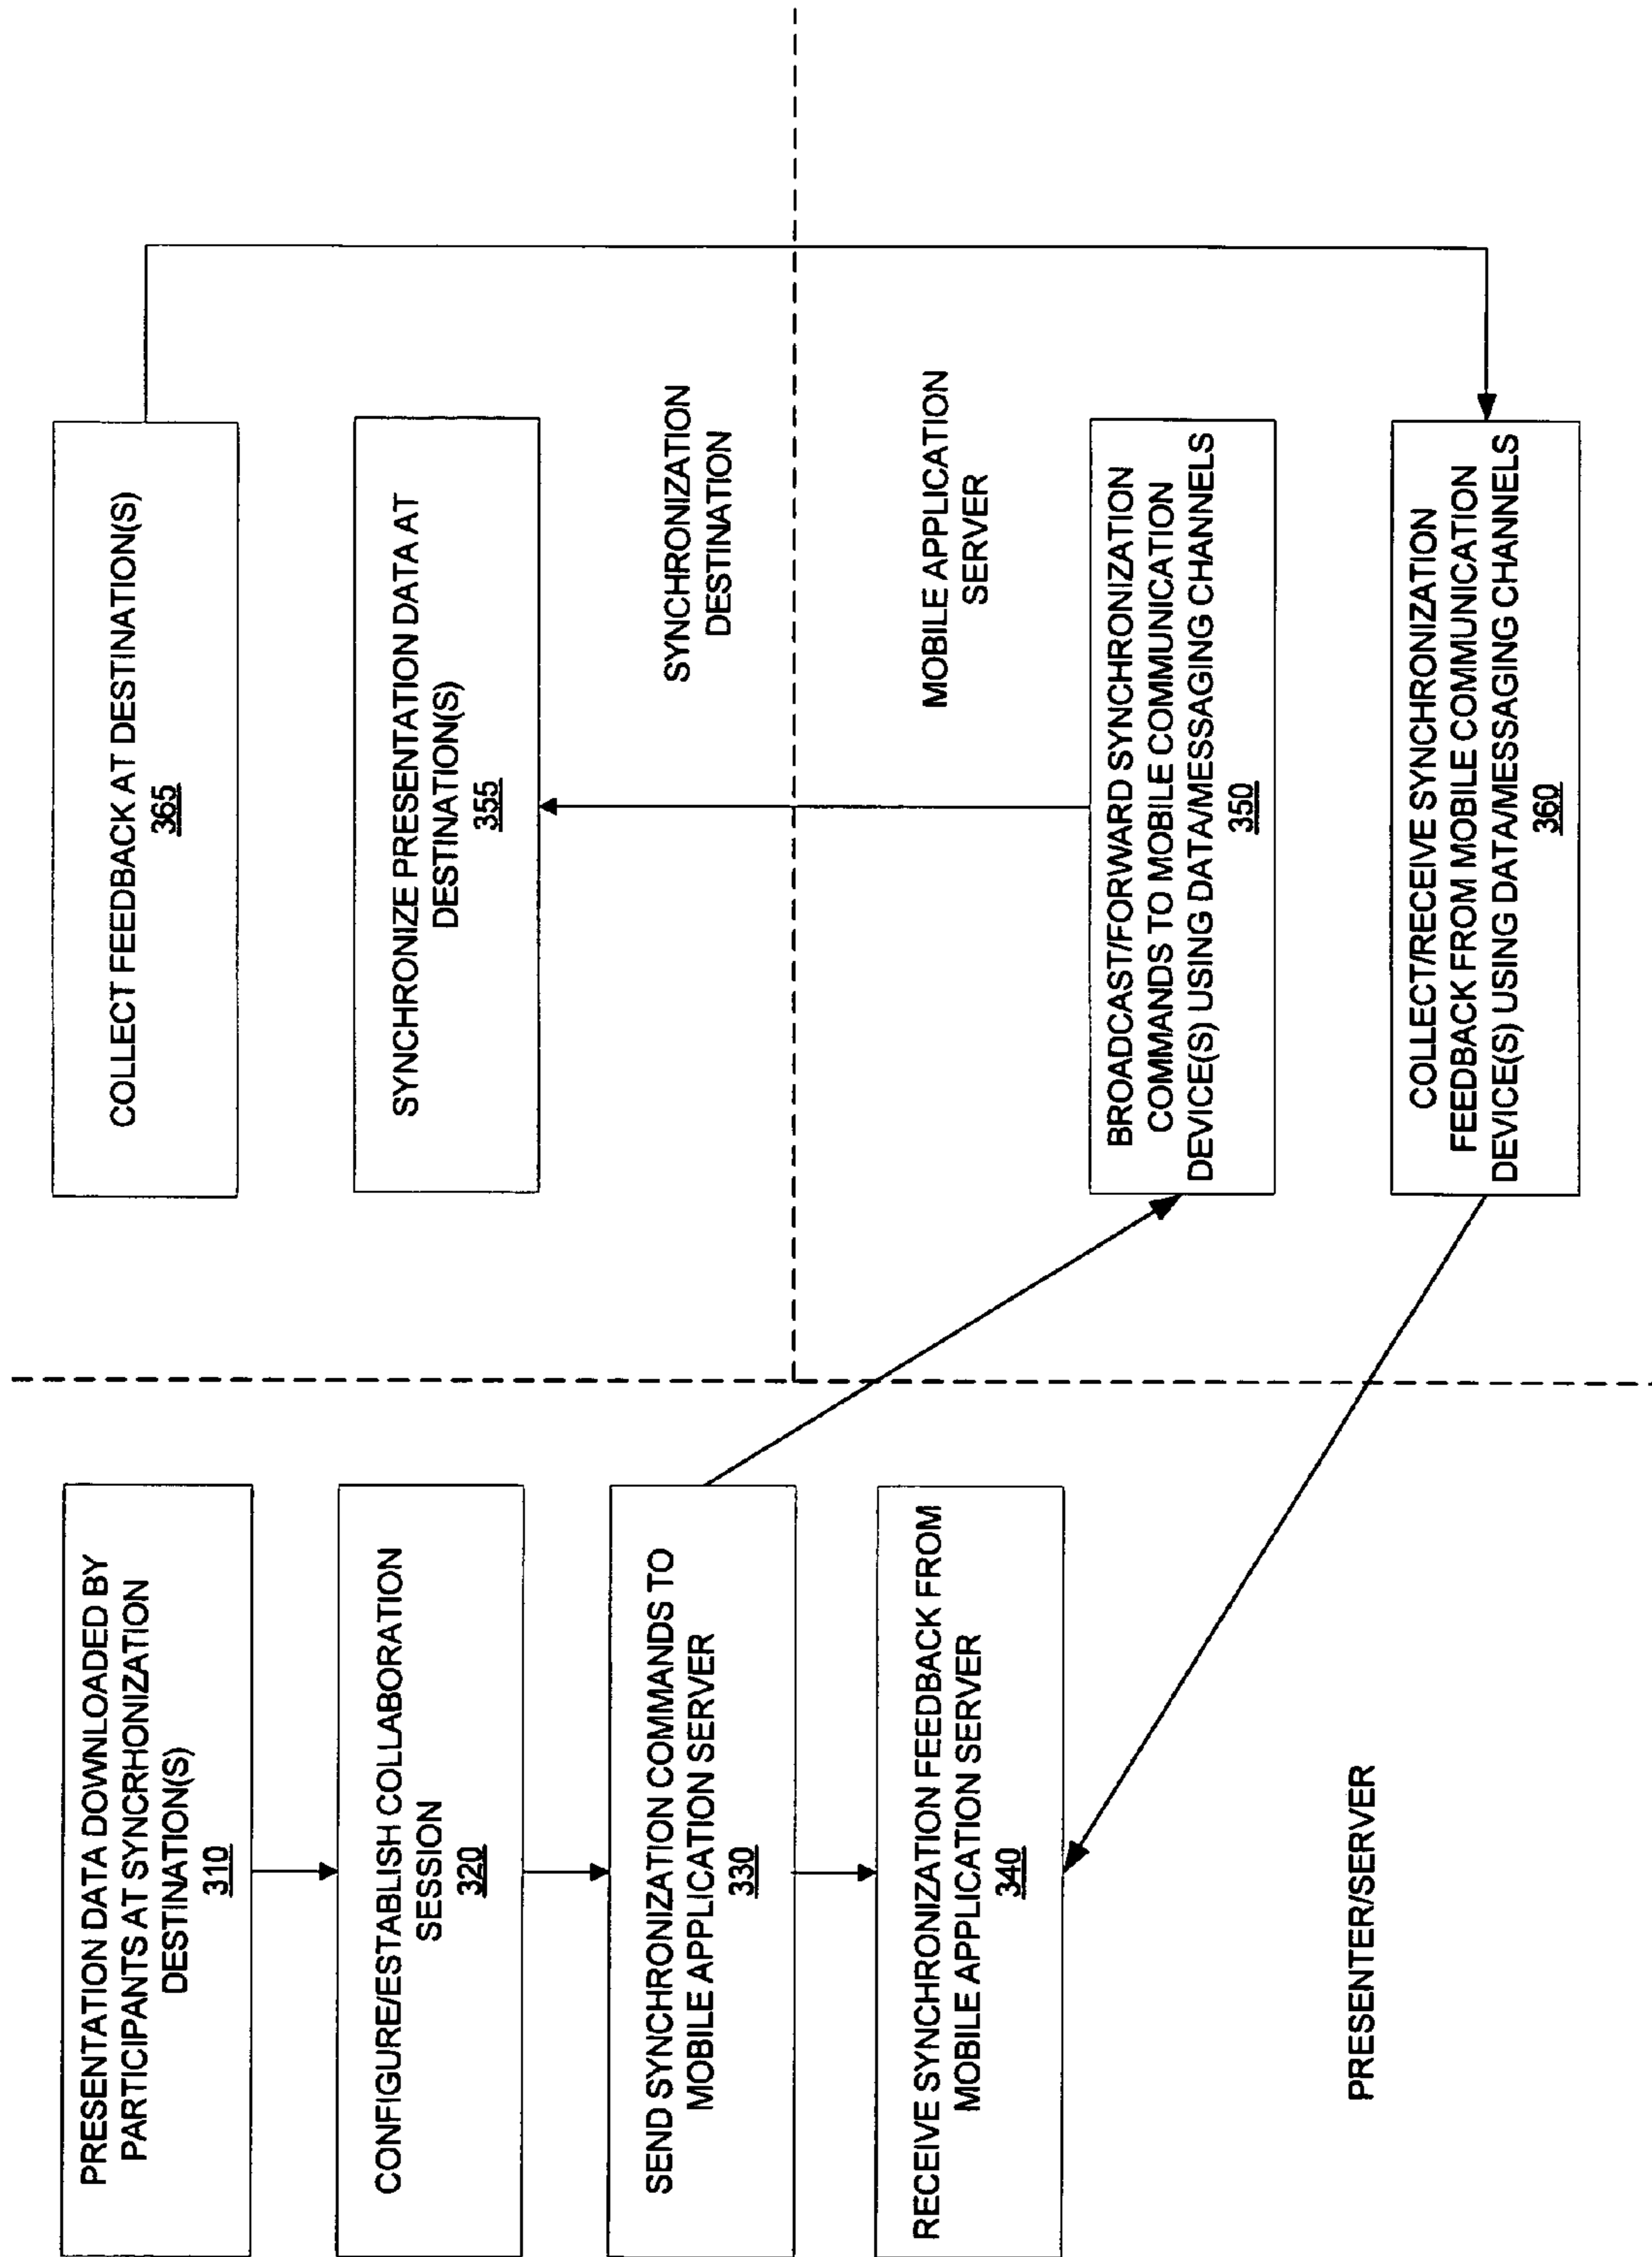 PRESENTATION DATA DOWNLOADED BY
PARTICIPANTS AT SYNCRHONIZATION
DESTINATION(S)
310
CONFIGURE/ESTABLISH COLLABORATION
SESSION
320
SEND SYNCHRONIZATION COMMANDS TO
MOBILE APPLICATION SERVER
330
RECEIVE SYNCHRONIZATION FEEDBACK FROM
MOBILE APPLICATION SERVER
340
PRESENTER/SERVER
COLLECT FEEDBACK AT DESTINATION(S)
365
SYNCHRONIZE PRESENTATION DATA AT
DESTINATION(S)
355
SYNCHRONIZATION
DESTINATION
MOBILE APPLICATION
SERVER
BROADCAST/FORWARD SYNCHRONIZATION
COMMANDS TO MOBILE COMMUNICATION
DEVICE(S) USING DATA/MESSAGING CHANNELS
350
COLLECT/RECEIVE SYNCHRONIZATION
FEEDBACK FROM MOBILE COMMUNICATION
DEVICE(S) USING DATA/MESSAGING CHANNELS
360